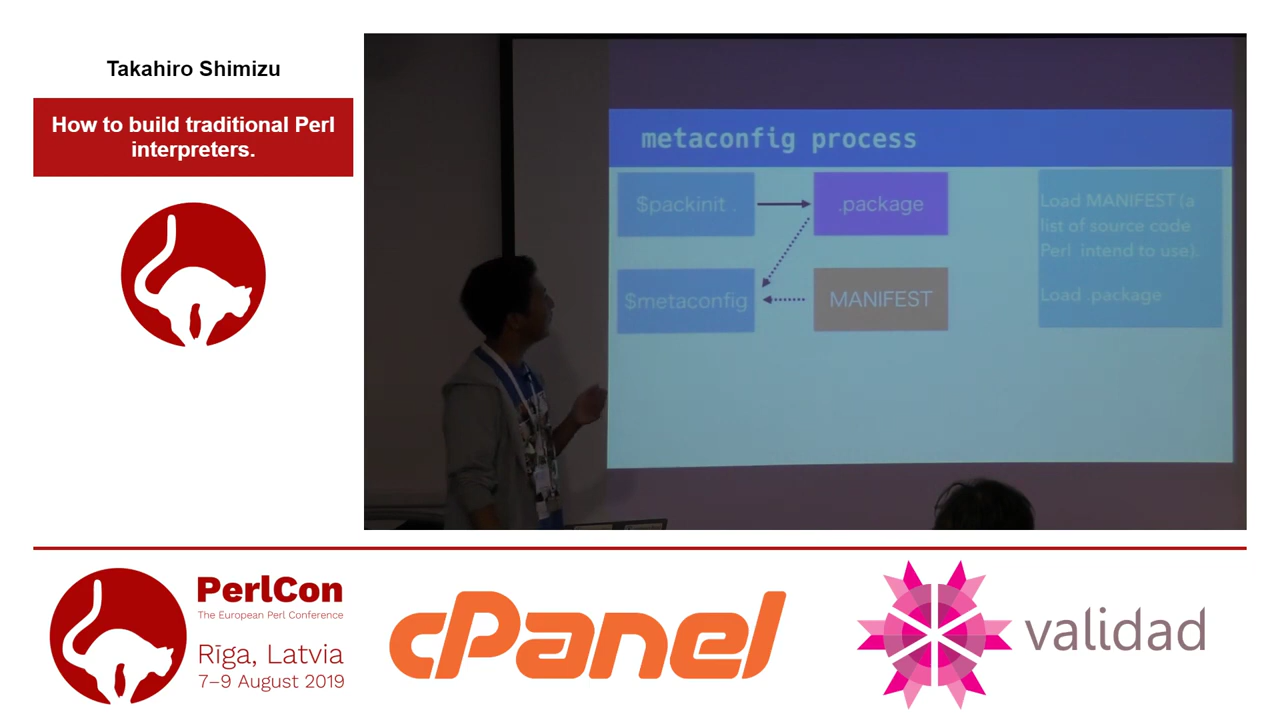 Takahiro Shimizu
How to build traditional Perl
interpreters.
metaconfig process
$packinit .
.package
$metaconfig
MANIFEST
Load MANIFEST (a
list of source code
Perl intend to use).
Load .package
PerlCon
The European Perl Conference
Rīga, Latvia
7–9 August 2019
cPanel
validad